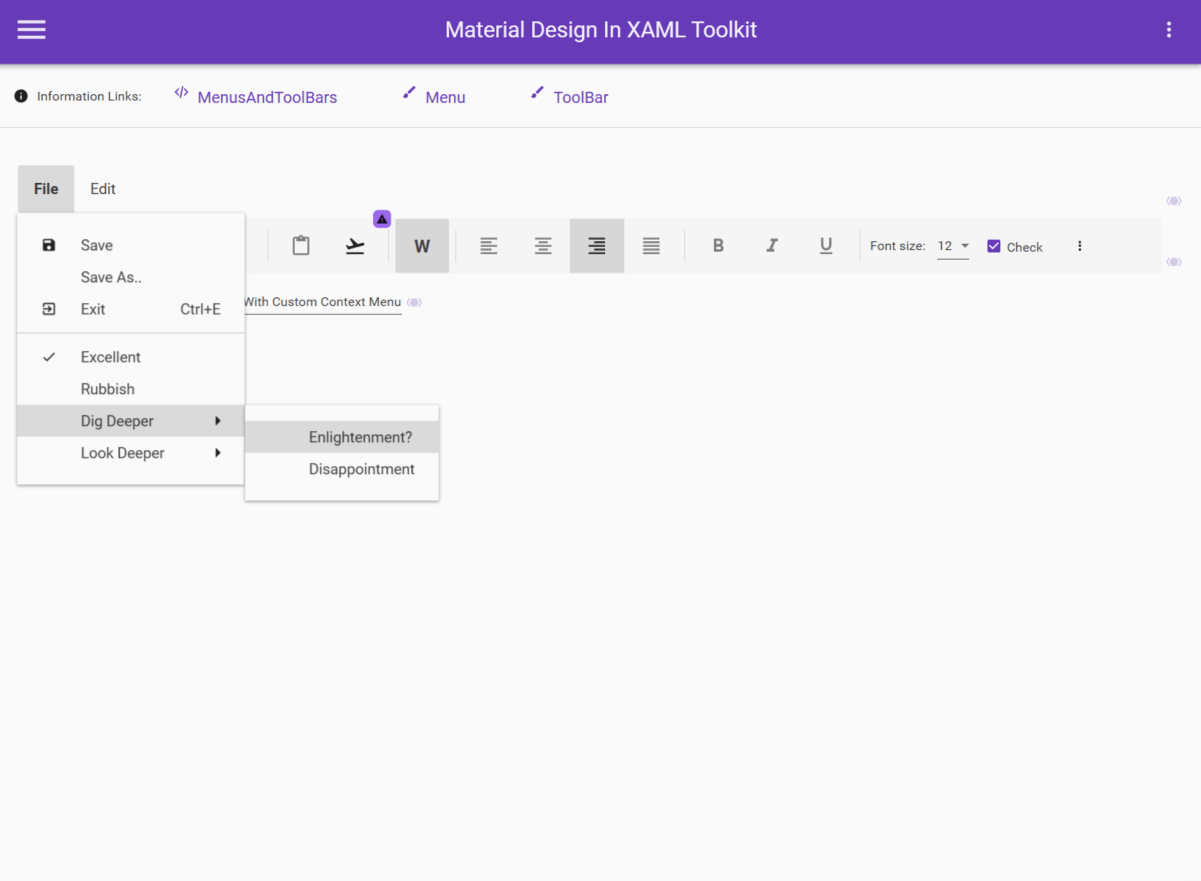 Material Design In XAML Toolkit
Information Links: MenusAndToolBars Menu ToolBar
File Edit
W B I U Font size: 12 Check
Save
Save As..
Exit Ctrl+E
With Custom Context Menu
Excellent
Rubbish
Dig Deeper
Look Deeper
Enlightenment?
Disappointment